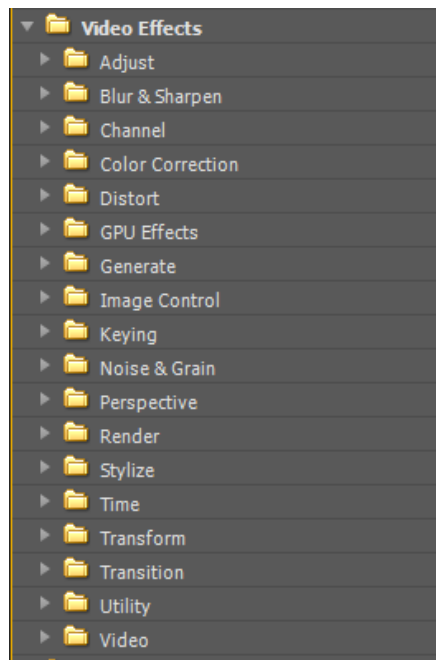 Video Effects
Adjust
Blur & Sharpen
Channel
Color Correction
Distort
GPU Effects
Generate
Image Control
Keying
Noise & Grain
Perspective
Render
Stylize
Time
Transform
Transition
Utility
Video